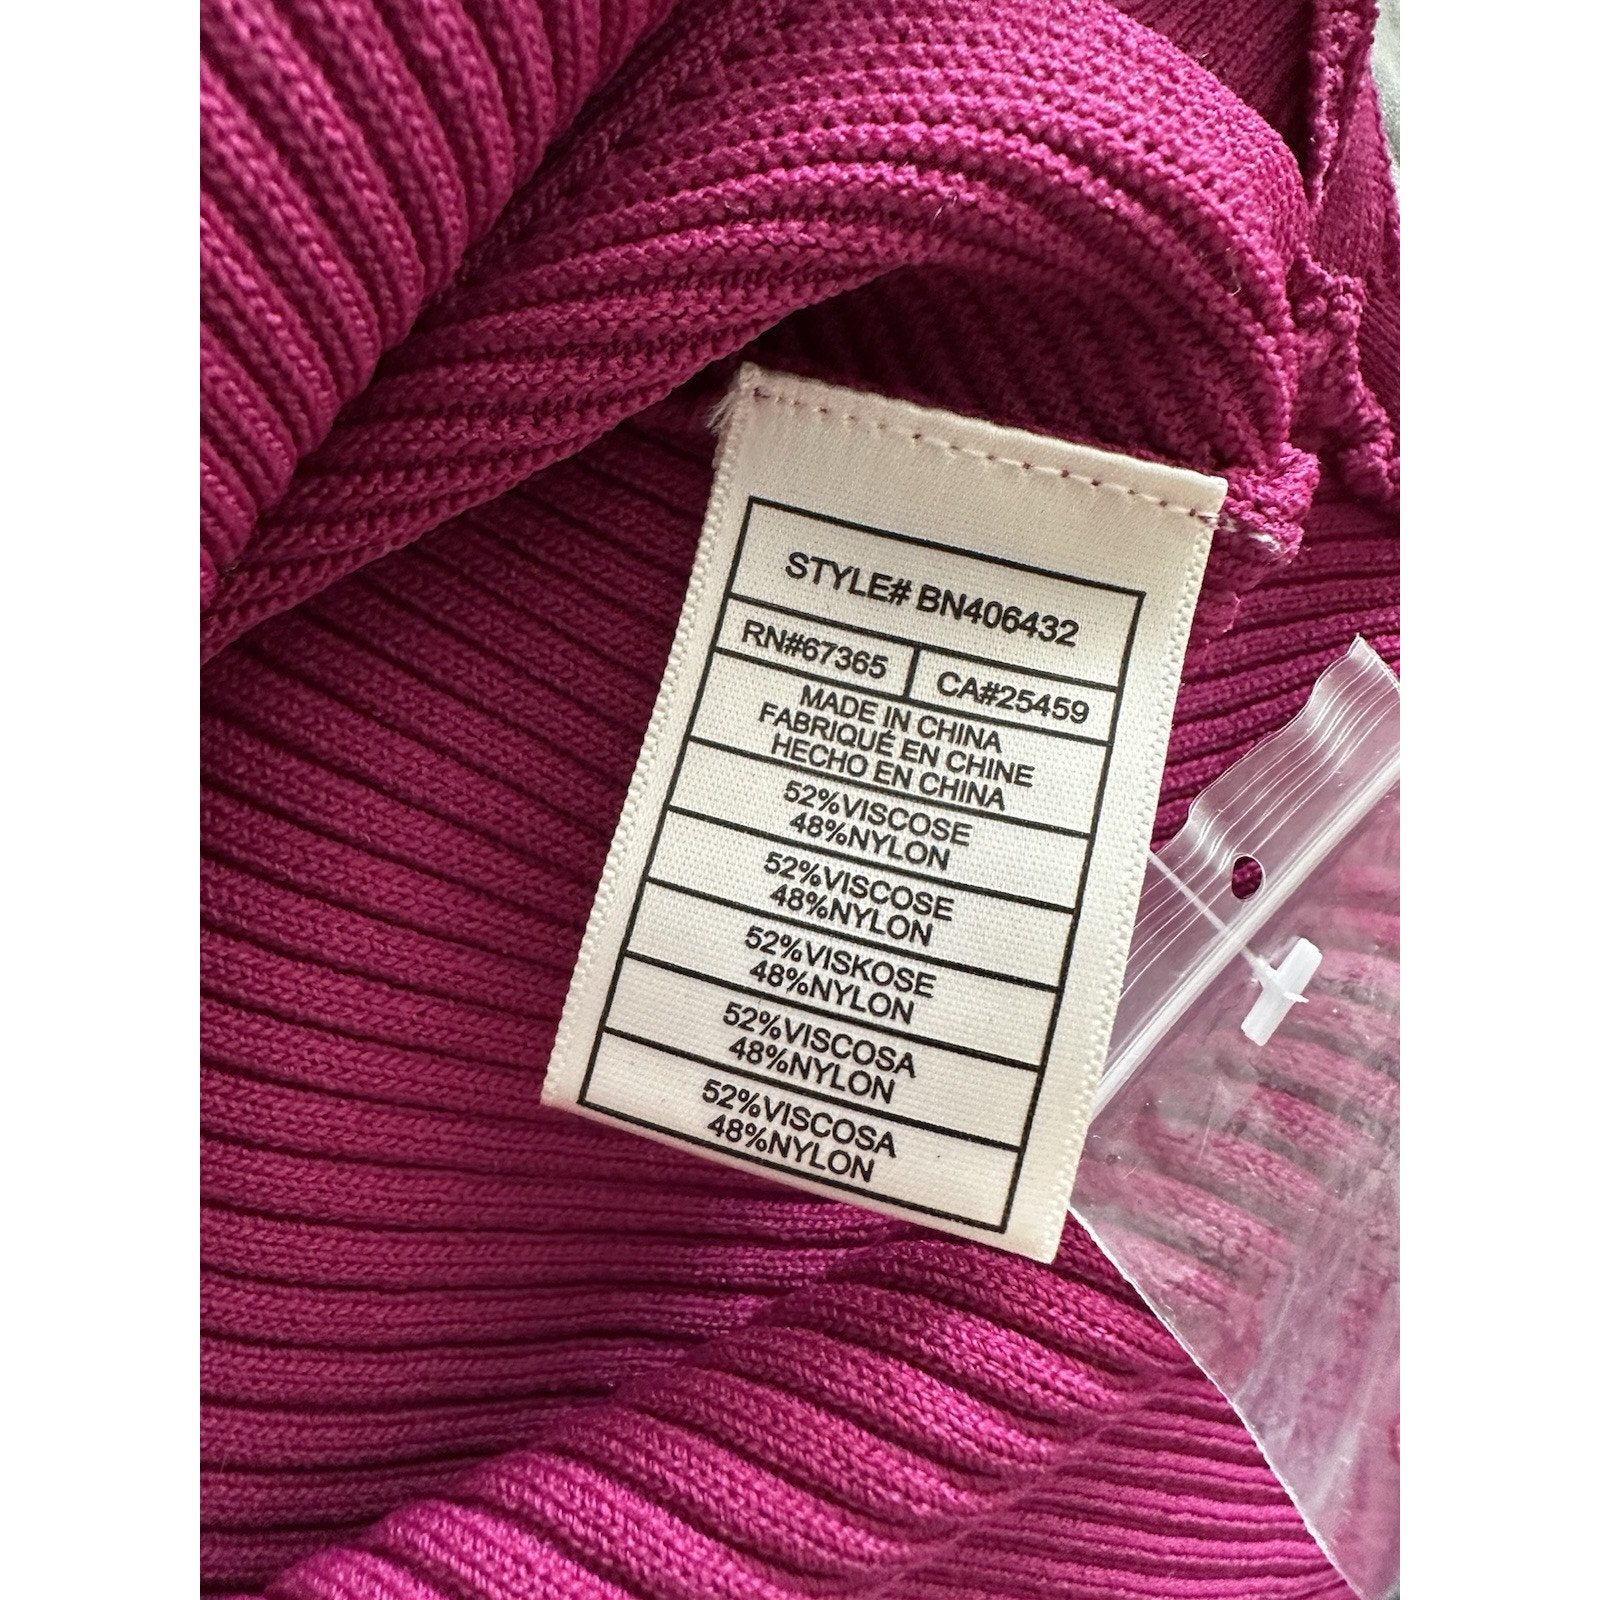 STYLE# BN406432
RN#67365 CA#25459
MADE IN CHINA
FABRIQUÉ EN CHINE
HECHO EN CHINA
52%VISCOSE
48%NYLON
52%VISCOSE
48%NYLON
52%VISKOSE
48%NYLON
52%VISCOSA
48%NYLON
52%VISCOSA
48%NYLON